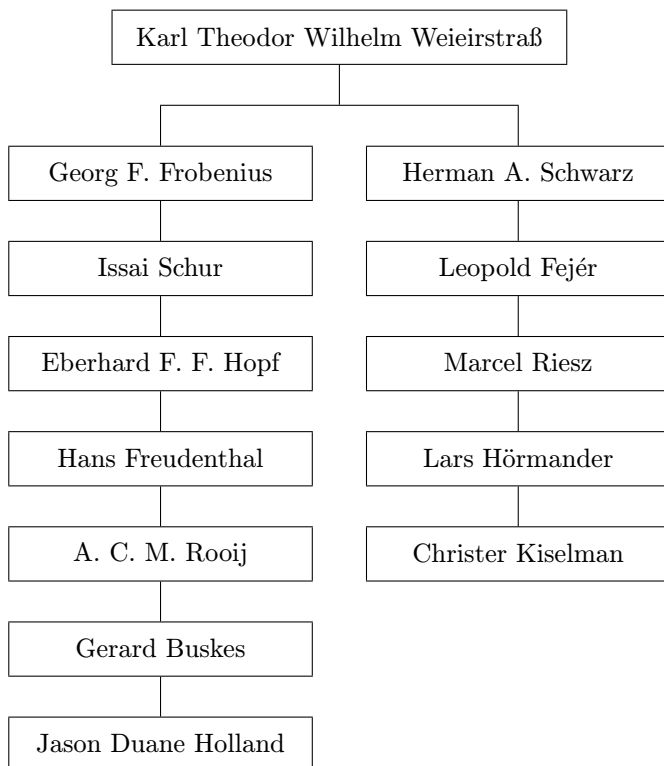 Karl Theodor Wilhelm Weieirstraß
Georg F. Frobenius
Herman A. Schwarz
Issai Schur
Leopold Fejér
Eberhard F. F. Hopf
Marcel Riesz
Hans Freudenthal
Lars Hörmander
A. C. M. Rooij
Christer Kiselman
Gerard Buskes
Jason Duane Holland